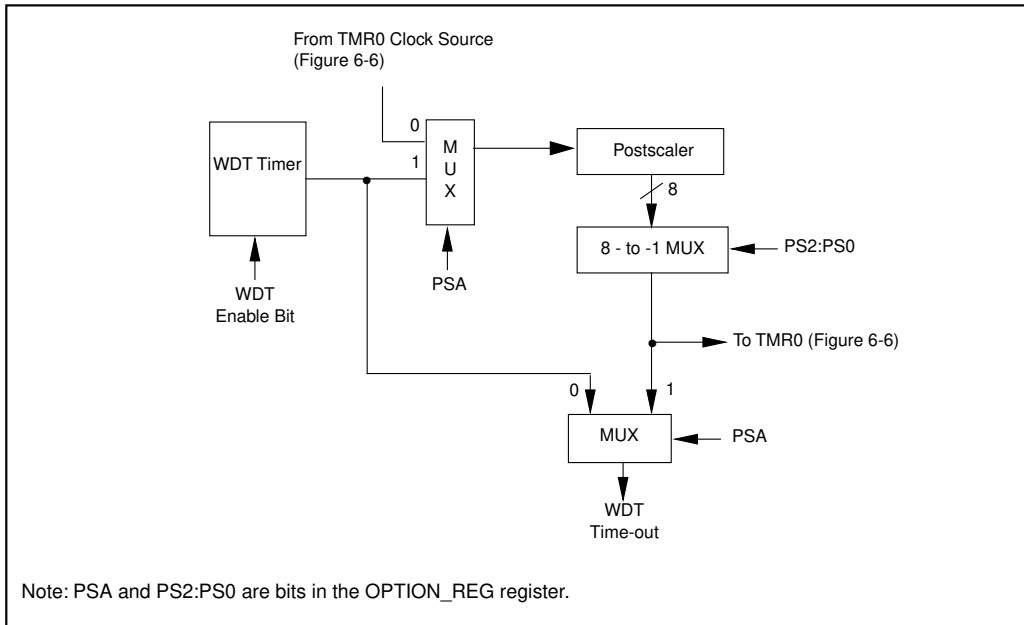 From TMR0 Clock Source
(Figure 6-6)
0
1
M
U
X
WDT Timer
Postscaler
8
8 - to -1 MUX
PS2:PS0
PSA
WDT
Enable Bit
To TMR0 (Figure 6-6)
0
1
MUX
PSA
WDT
Time-out
Note: PSA and PS2:PS0 are bits in the OPTION_REG register.